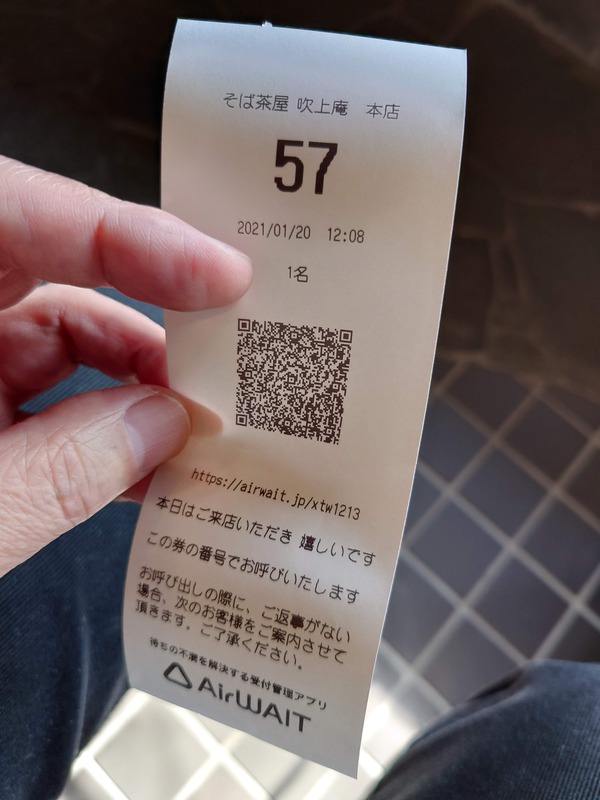 そば茶屋 吹上庵 本店
57
2021/01/20 12:08
1名
https://airwait.jp/xtw1213
本日はご来店いただき 嬉しいです
この券の番号でお呼びいたします
お呼び出しの際に、ご返事がない
場合、次のお客様をご案内させて
頂きます。ご了承ください。
待ちの不満を解決する受付管理アプリ
AirWAIT